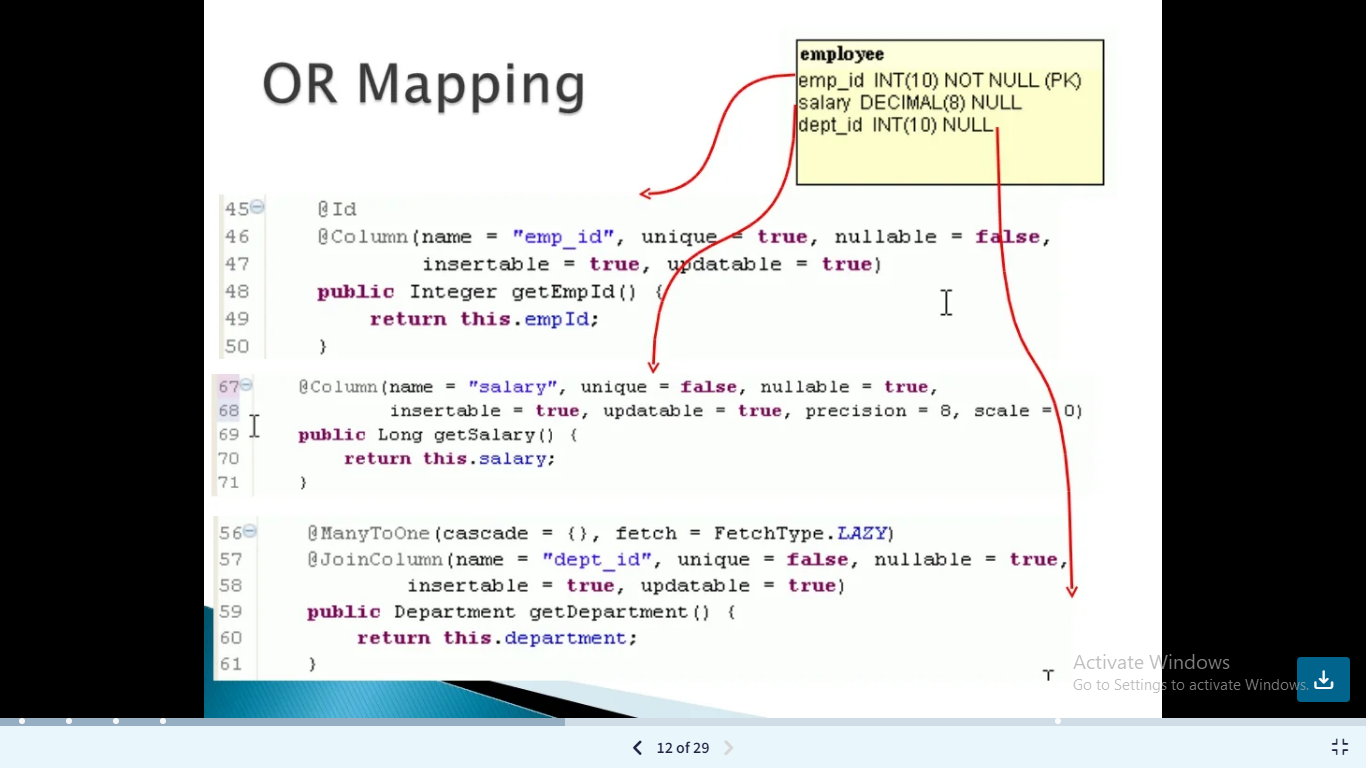 OR Mapping
employee
emp_id INT(10) NOT NULL (PK)
salary DECIMAL(8) NULL
dept_id INT(10) NULL
45 @Id
46 @Column(name = "emp_id", unique = true, nullable = false,
47 insertable = true, updatable = true)
48 public Integer getEmpId() {
49 return this.empId;
50 }
67 @Column(name = "salary", unique = false, nullable = true,
68 insertable = true, updatable = true, precision = 8, scale = 0)
69 public Long getSalary() {
70 return this.salary;
71 }
56 @ManyToOne(cascade = {}, fetch = FetchType.LAZY)
57 @JoinColumn(name = "dept_id", unique = false, nullable = true,
58 insertable = true, updatable = true)
59 public Department getDepartment() {
60 return this.department;
61 }
Activate Windows
Go to Settings to activate Windows.
12 of 29